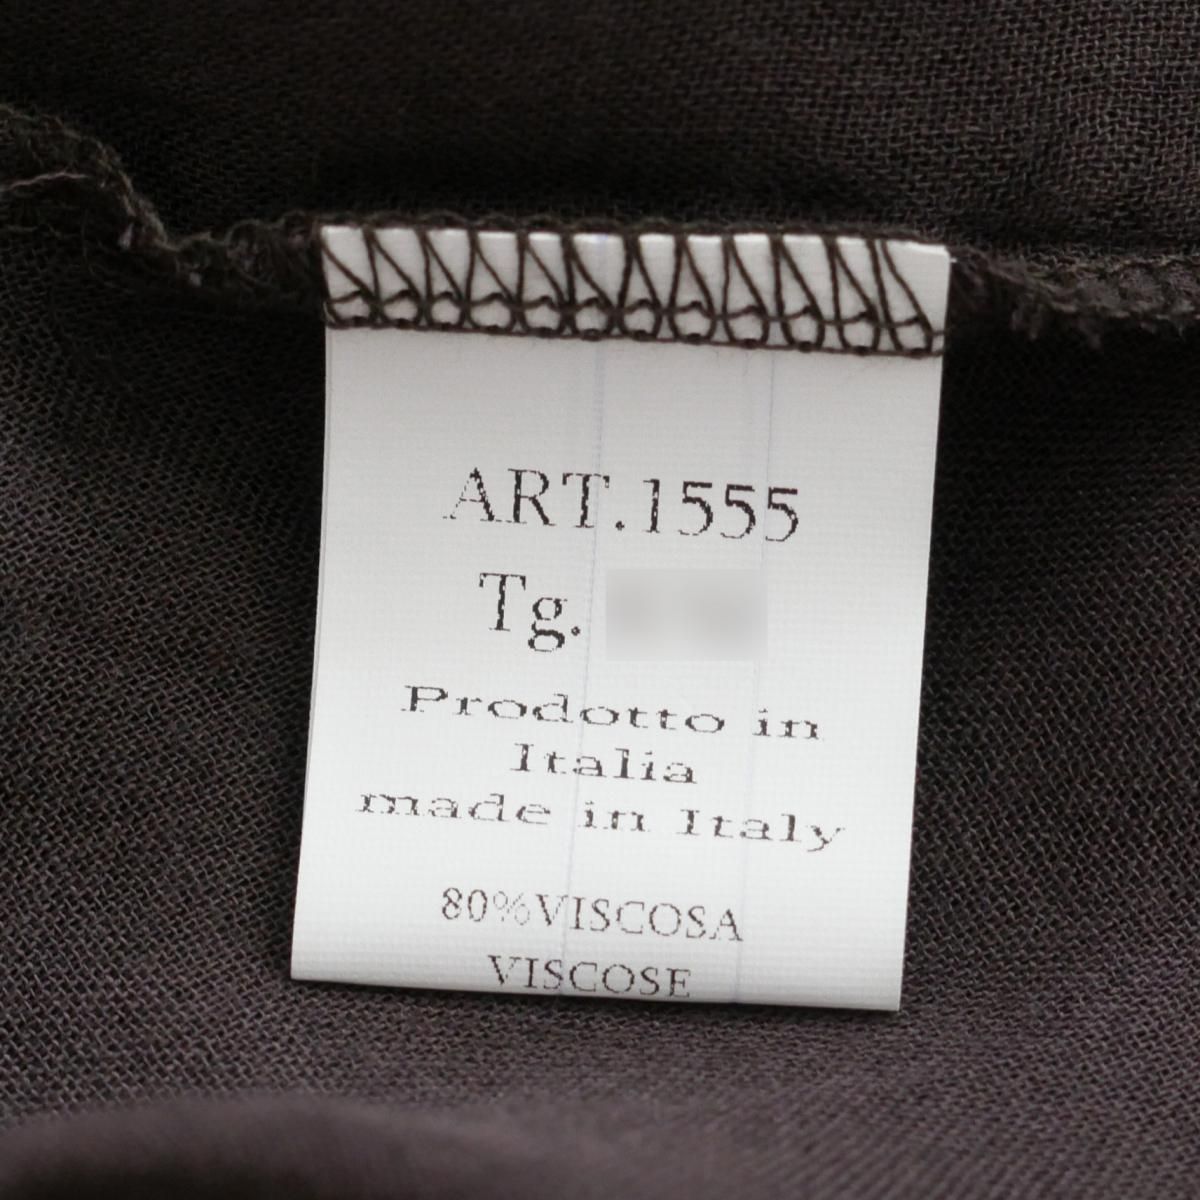 ART.1555
Tg.
Prodotto in
Italia
made in Italy
80%VISCOSA
VISCOSE